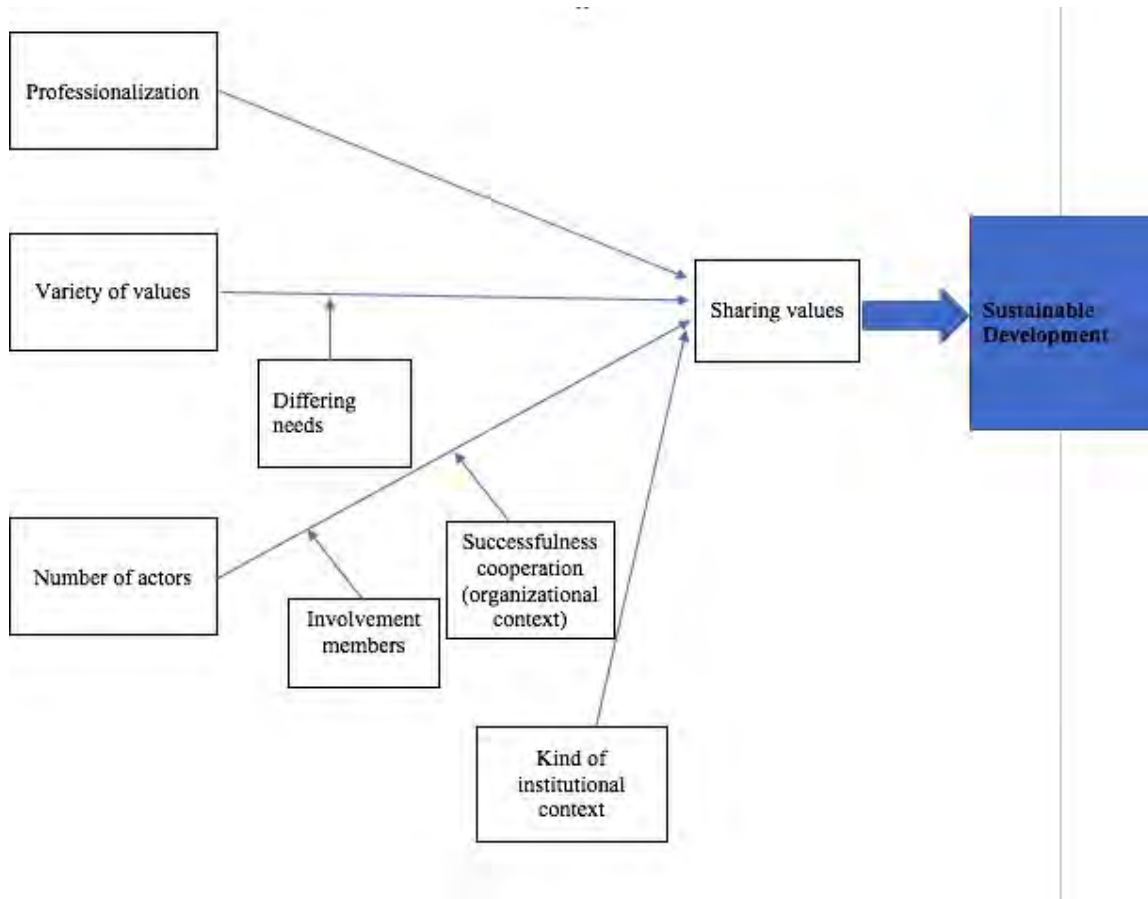 Professionalization
Variety of values
Sharing values
Sustainable
Development
Differing
needs
Number of actors
Successfulness
cooperation
(organizational
context)
Involvement
members
Kind of
institutional
context